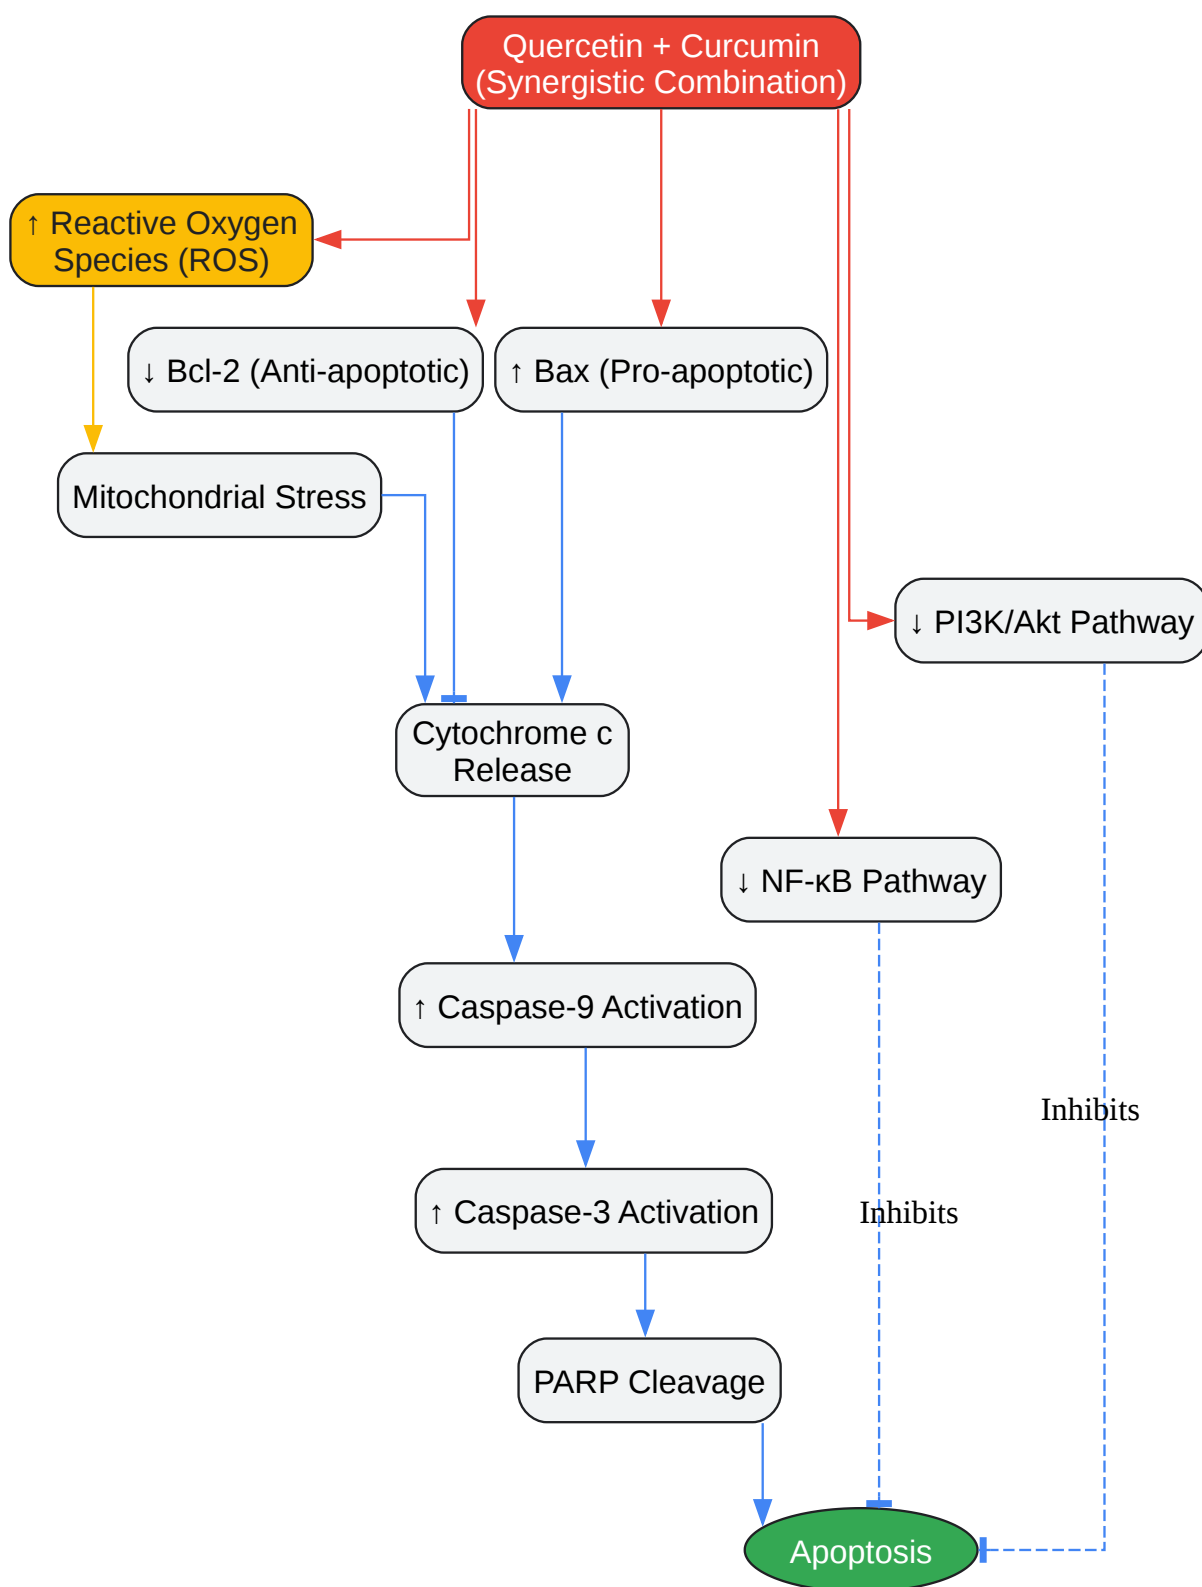 Quercetin + Curcumin
(Synergistic Combination)
↑ Reactive Oxygen
Species (ROS)
↓ Bcl-2 (Anti-apoptotic)
↑ Bax (Pro-apoptotic)
Mitochondrial Stress
↓ PI3K/Akt Pathway
Cytochrome c
Release
↓ NF-κB Pathway
↑ Caspase-9 Activation
Inhibits
↑ Caspase-3 Activation
Inhibits
PARP Cleavage
Apoptosis